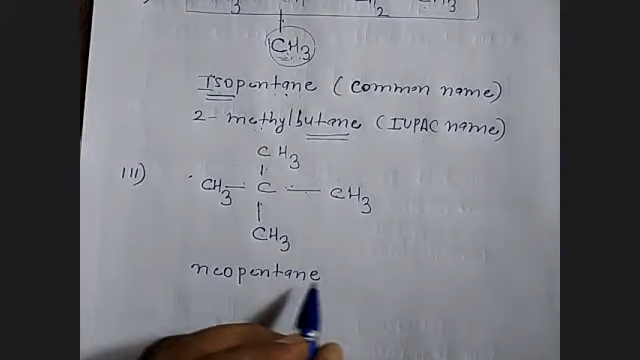 CH3
Isopentane (common name)
2-methylbutane (IUPAC name)
CH3
III) CH3 - C - CH3
CH3
neopentane